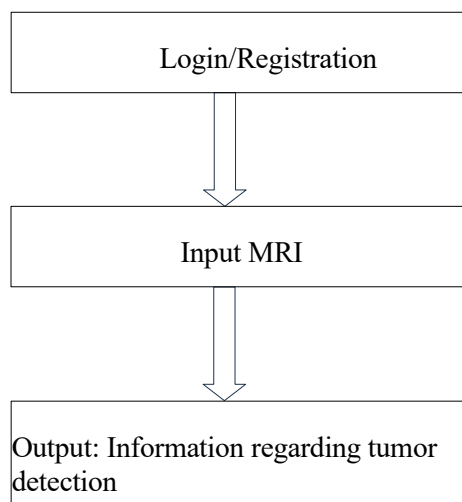 Login/Registration
Input MRI
Output: Information regarding tumor
detection